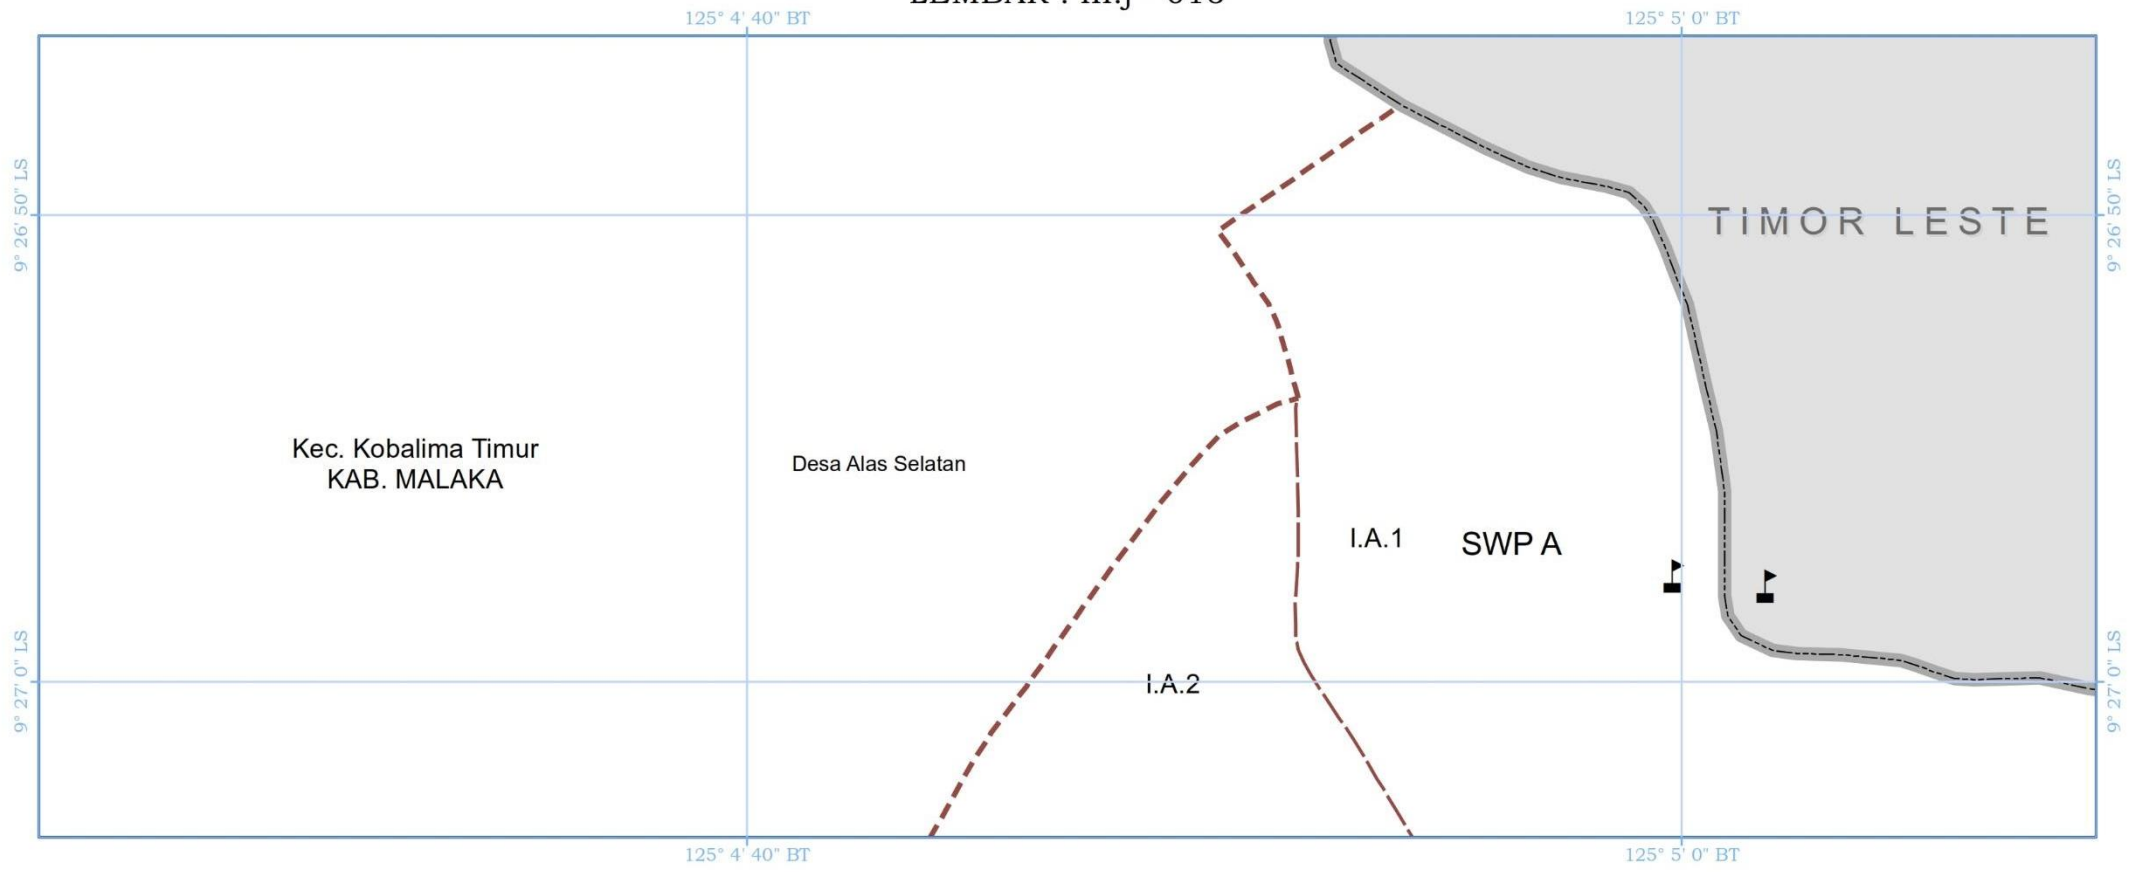 125° 4' 40" BT
125° 5' 0" BT
9° 26' 50" LS
9° 26' 50" LS
TIMOR LESTE
Kec. Kobalima Timur
KAB. MALAKA
Desa Alas Selatan
I.A.1
SWP A
I.A.2
9° 27' 0" LS
9° 27' 0" LS
125° 4' 40" BT
125° 5' 0" BT